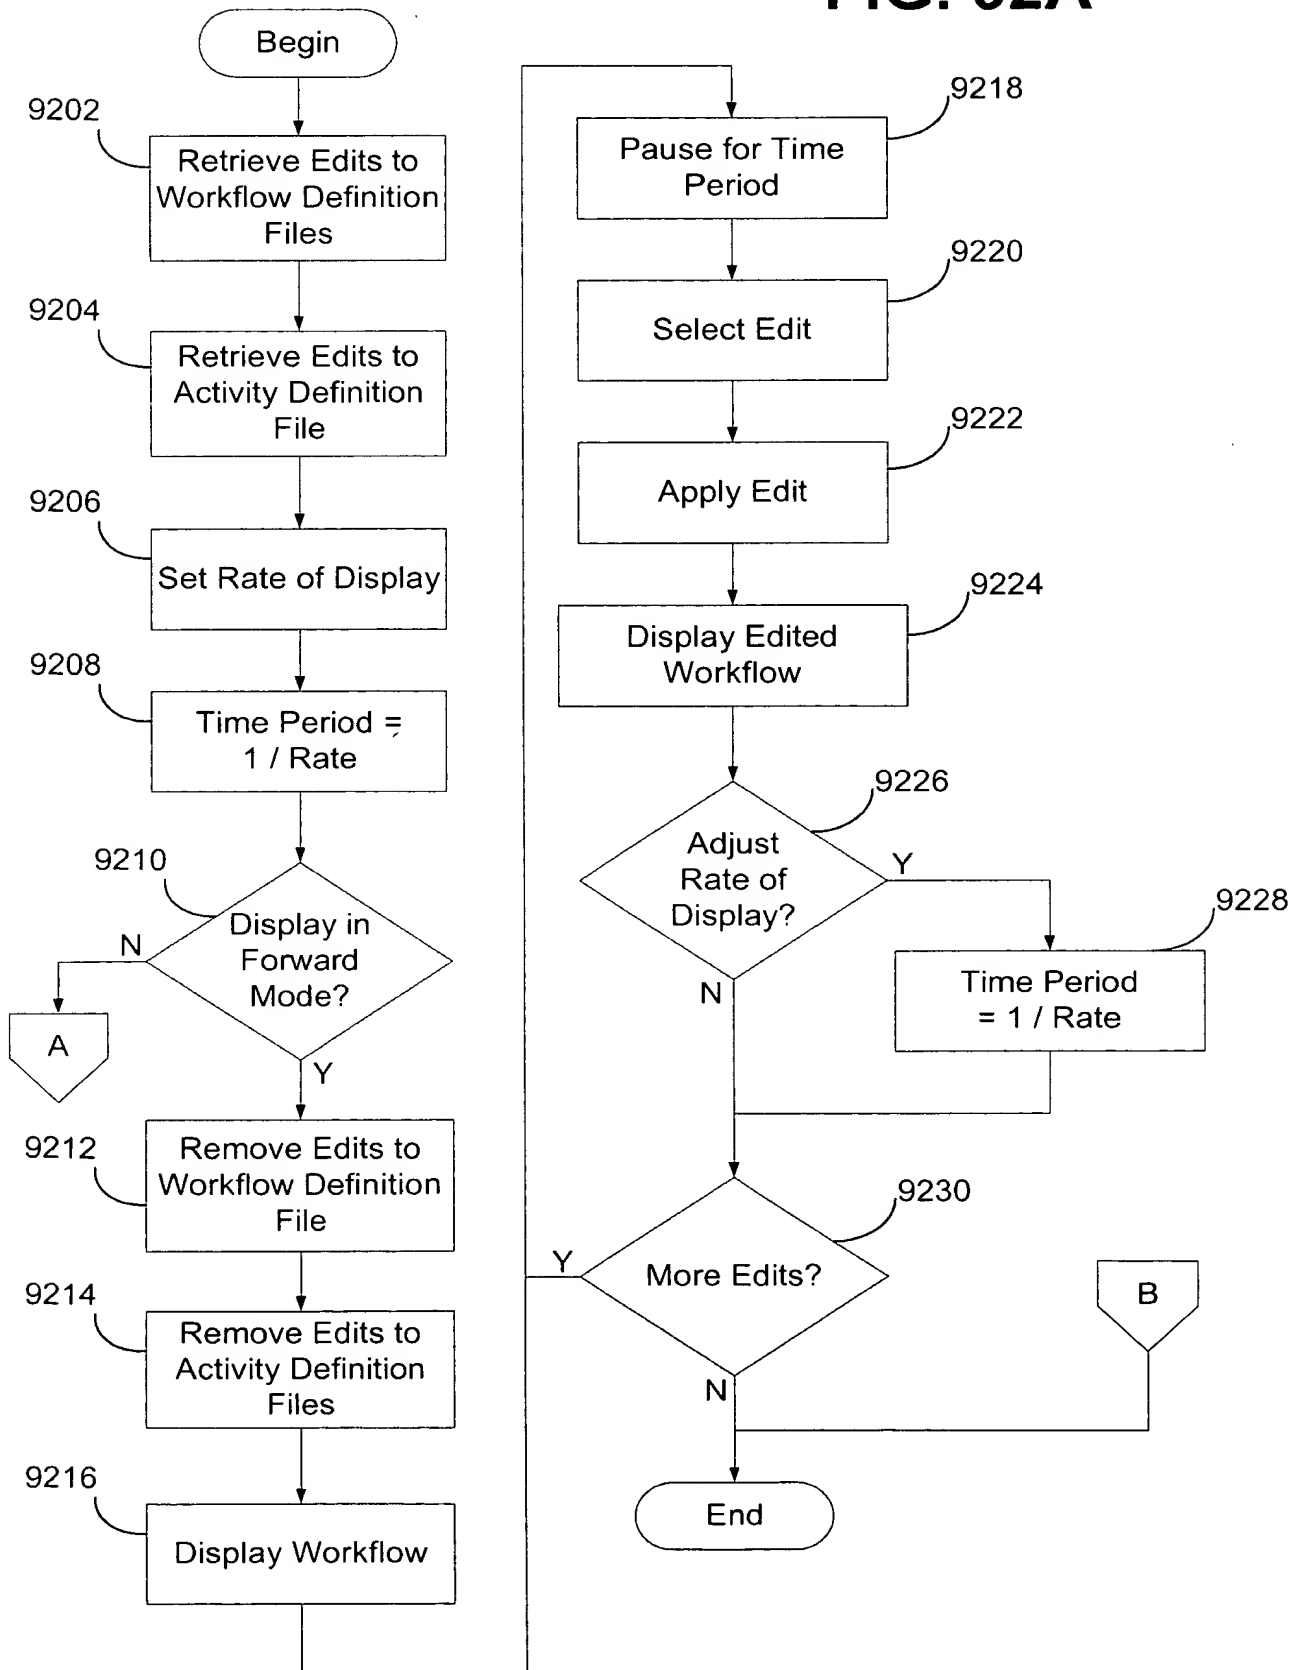 FIG. 92A
Begin
9202
Retrieve Edits to
Workflow Definition
Files
9204
Retrieve Edits to
Activity Definition
File
9206
Set Rate of Display
9208
Time Period =
1 / Rate
9210
Display in
Forward
Mode?
N
A
Y
9212
Remove Edits to
Workflow Definition
File
9214
Remove Edits to
Activity Definition
Files
9216
Display Workflow
9218
Pause for Time
Period
9220
Select Edit
9222
Apply Edit
9224
Display Edited
Workflow
9226
Adjust
Rate of
Display?
Y
N
9228
Time Period
= 1 / Rate
9230
More Edits?
Y
N
B
End